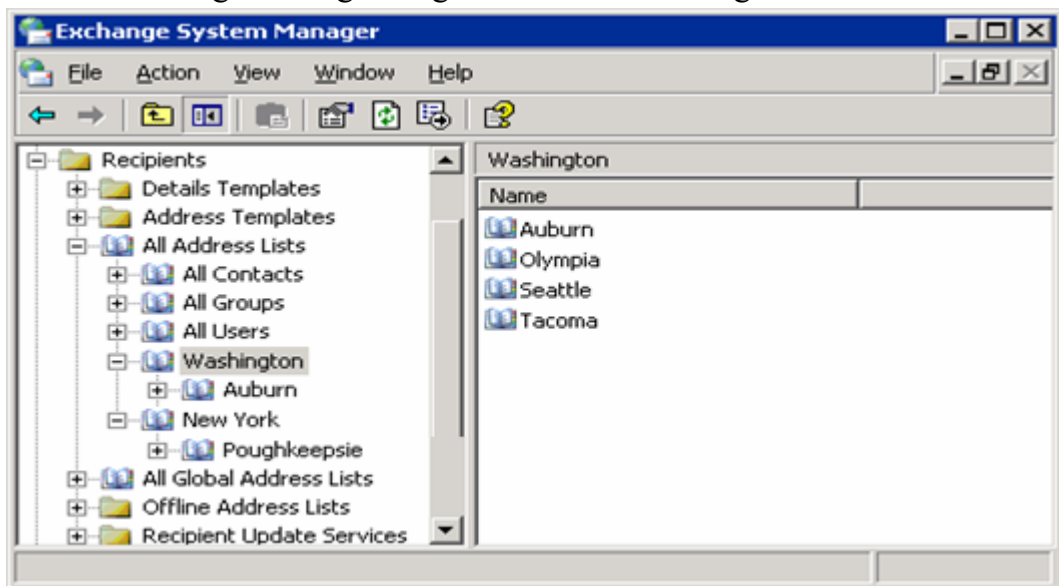 Exchange System Manager
File Action View Window Help
Recipients
Details Templates
Address Templates
All Address Lists
All Contacts
All Groups
All Users
Washington
Auburn
New York
Poughkeepsie
All Global Address Lists
Offline Address Lists
Recipient Update Services
Washington
Name
Auburn
Olympia
Seattle
Tacoma